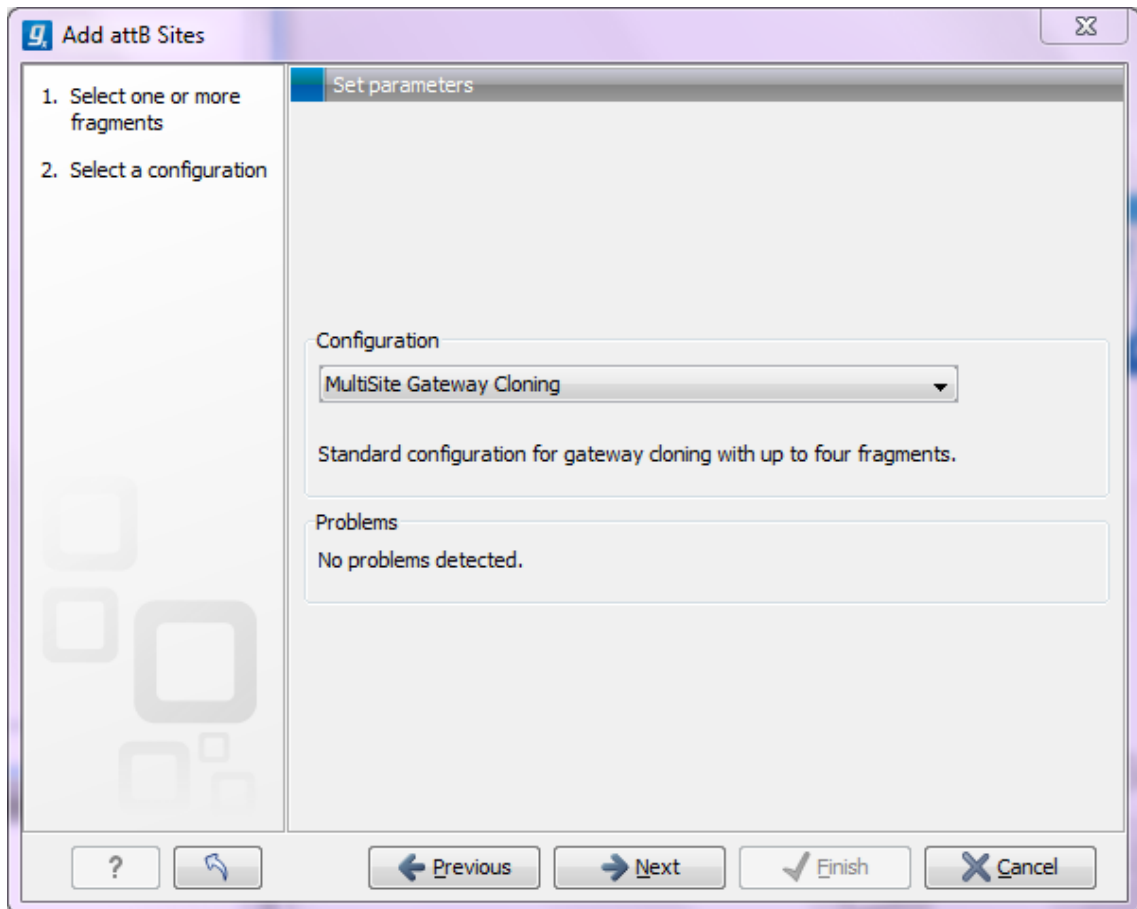 Add attB Sites
1. Select one or more
fragments
2. Select a configuration
Set parameters
Configuration
MultiSite Gateway Cloning
Standard configuration for gateway cloning with up to four fragments.
Problems
No problems detected.
?
Previous
Next
Finish
Cancel